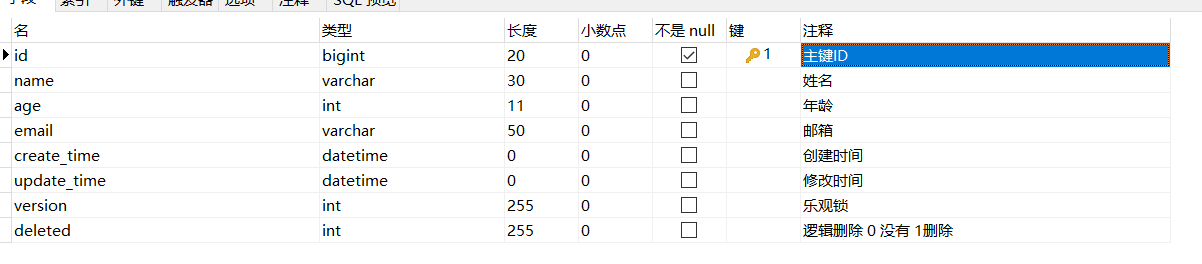 字段 索引 外键 触发器 选项 注释 SQL 预览
名 类型 长度 小数点 不是 null 键 注释
id bigint 20 0 1 主键ID
name varchar 30 0 姓名
age int 11 0 年龄
email varchar 50 0 邮箱
create_time datetime 0 0 创建时间
update_time datetime 0 0 修改时间
version int 255 0 乐观锁
deleted int 255 0 逻辑删除 0 没有 1删除